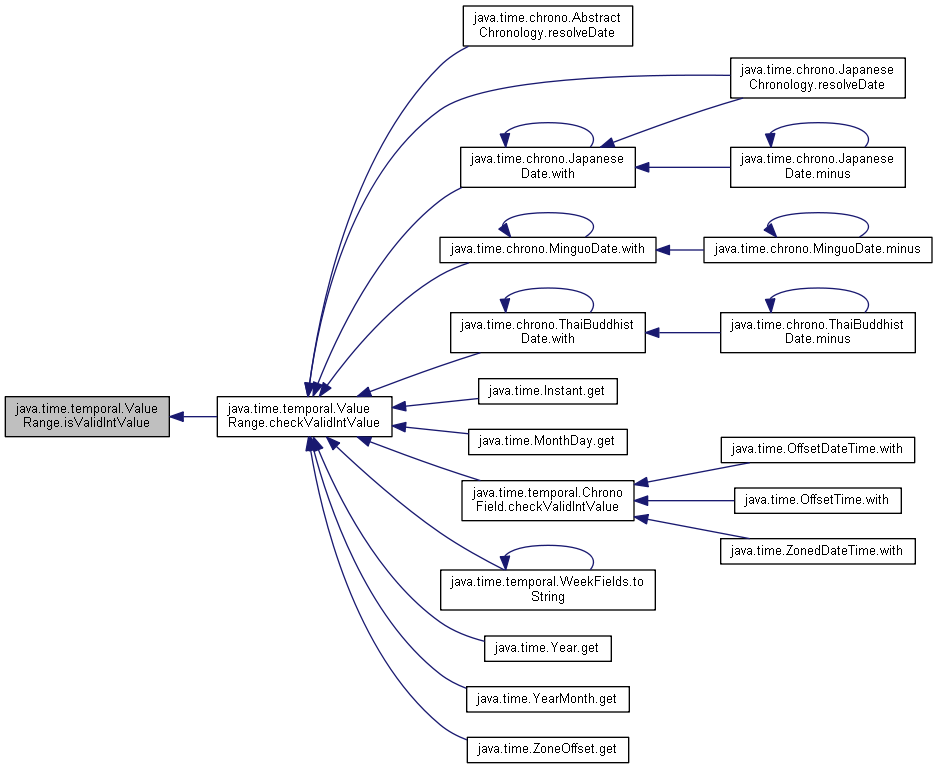 java.time.chrono.Abstract
Chronology.resolveDate
java.time.chrono.Japanese
Chronology.resolveDate
java.time.chrono.Japanese
Date.with
java.time.chrono.Japanese
Date.minus
java.time.chrono.MinguoDate.with
java.time.chrono.MinguoDate.minus
java.time.chrono.ThaiBuddhist
Date.with
java.time.chrono.ThaiBuddhist
Date.minus
java.time.Instant.get
java.time.temporal.Value
Range.isValidIntValue
java.time.temporal.Value
Range.checkValidIntValue
java.time.MonthDay.get
java.time.OffsetDateTime.with
java.time.temporal.Chrono
Field.checkValidIntValue
java.time.OffsetTime.with
java.time.ZonedDateTime.with
java.time.temporal.WeekFields.to
String
java.time.Year.get
java.time.YearMonth.get
java.time.ZoneOffset.get